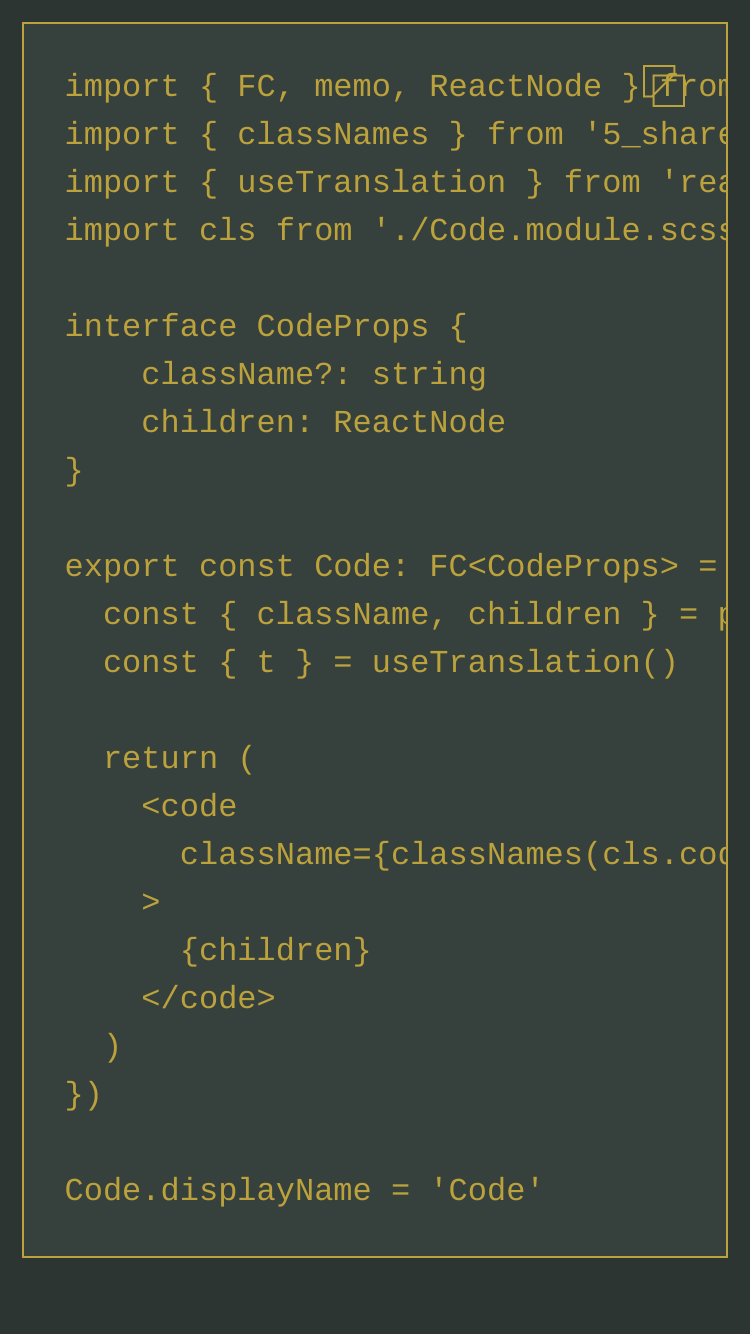 import { FC, memo, ReactNode } from
import { classNames } from '5_share
import { useTranslation } from 'rea
import cls from './Code.module.scss

interface CodeProps {
    className?: string
    children: ReactNode
}

export const Code: FC<CodeProps> =
  const { className, children } = p
  const { t } = useTranslation()

  return (
    <code
      className={classNames(cls.cod
    >
      {children}
    </code>
  )
})

Code.displayName = 'Code'